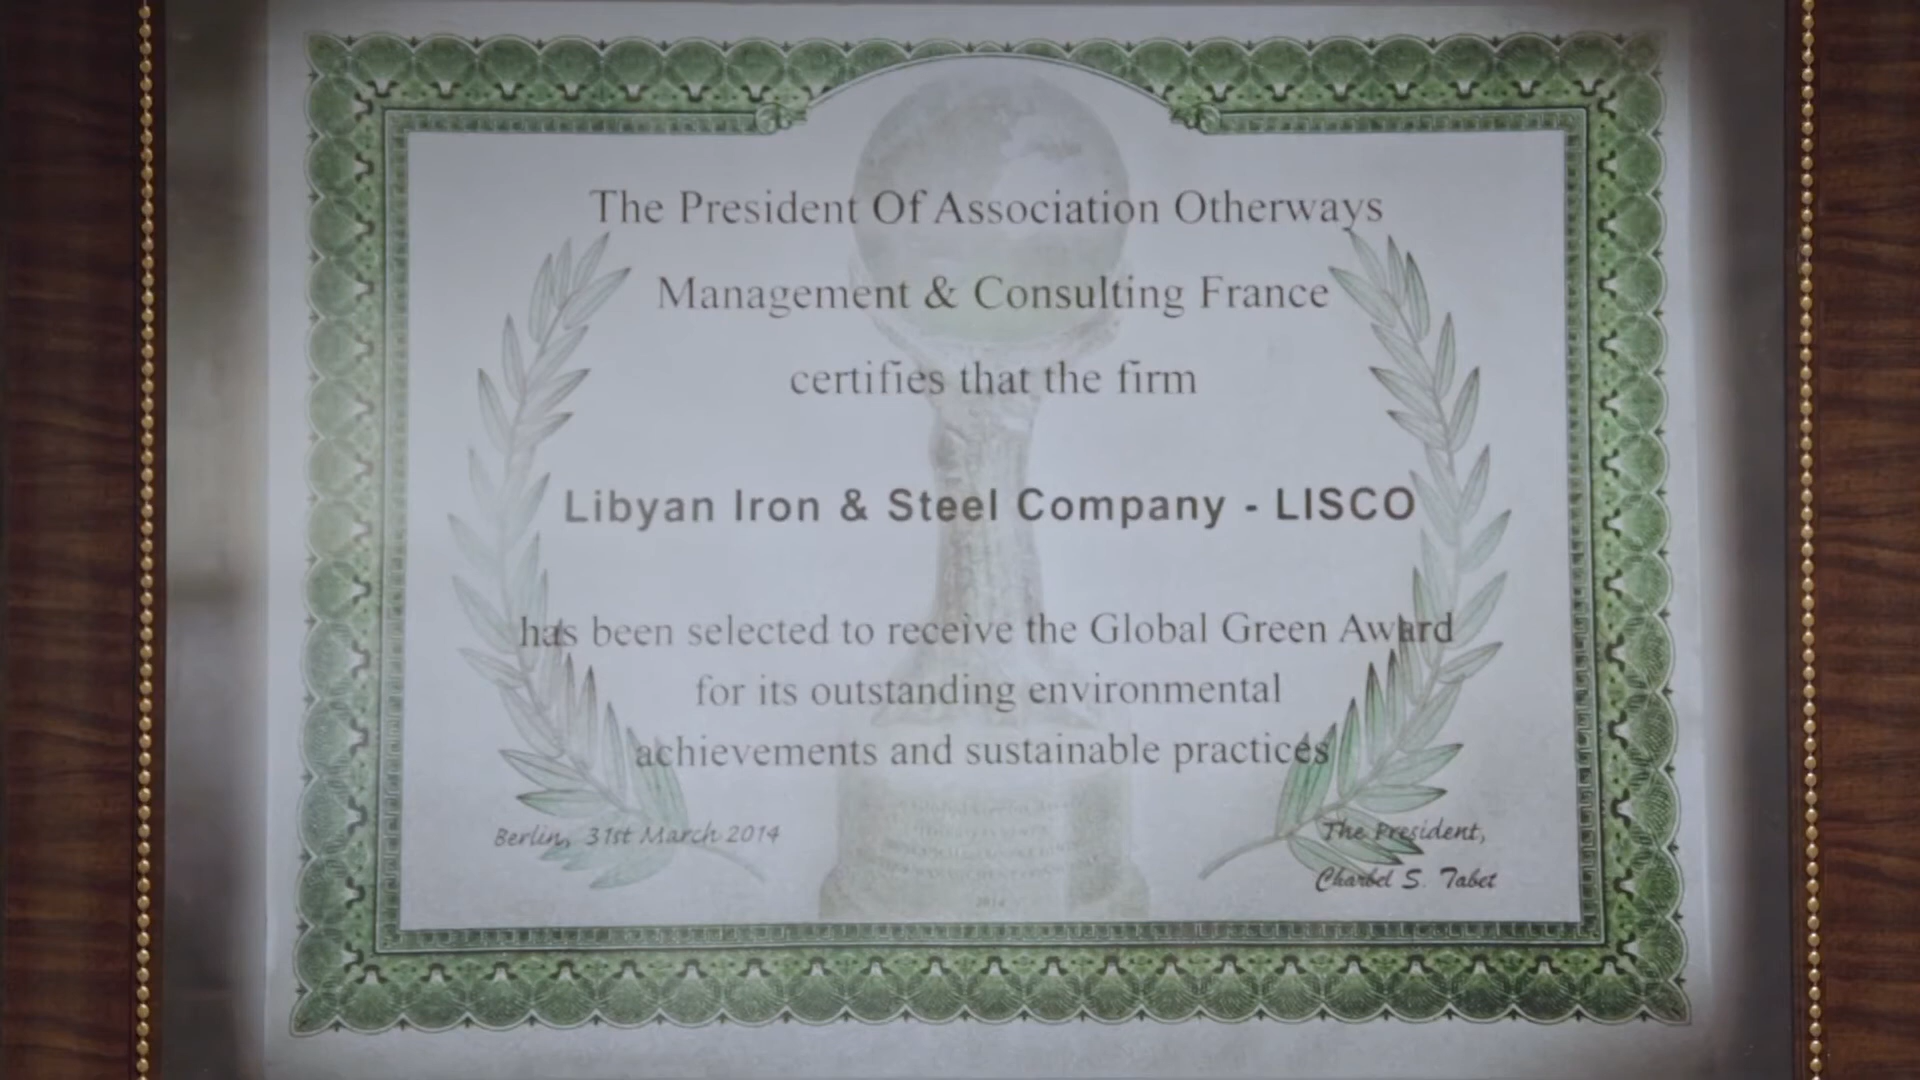 The President Of Association Otherways
Management & Consulting France
certifies that the firm
Libyan Iron & Steel Company - LISCO
has been selected to receive the Global Green Award
for its outstanding environmental
achievements and sustainable practices
Berlin, 31st March 2014
The President,
Charbel S. Tabet
2014